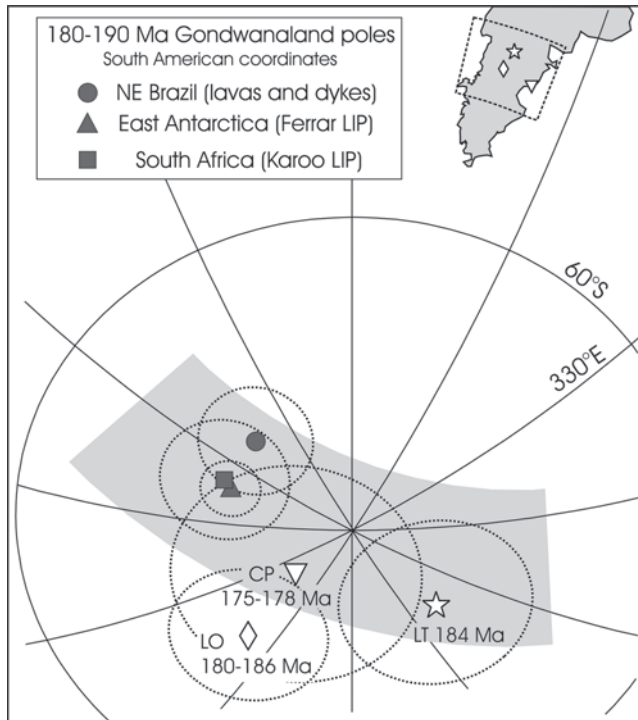 180-190 Ma Gondwanaland poles
South American coordinates
NE Brazil (lavas and dykes)
East Antarctica (Ferrar LIP)
South Africa (Karoo LIP)
60°S
330°E
CP
175-178 Ma
LO
180-186 Ma
LT 184 Ma